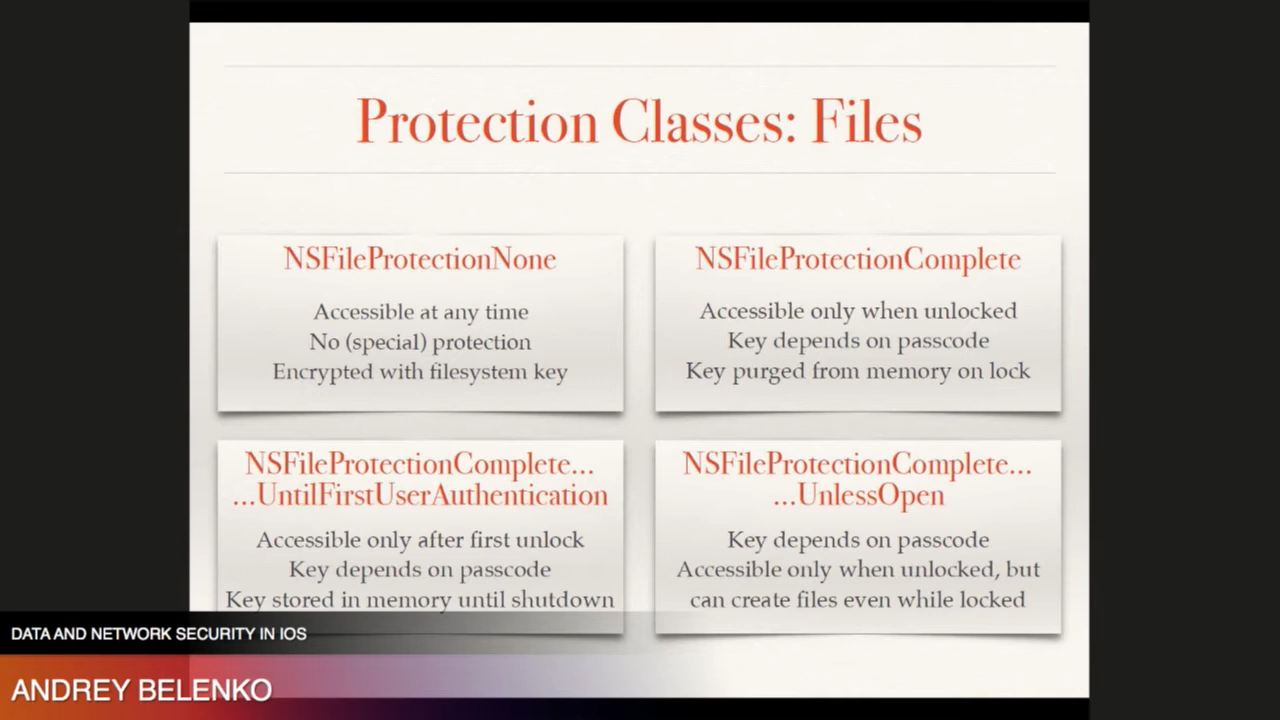 Protection Classes: Files
NSFileProtectionNone
Accessible at any time
No (special) protection
Encrypted with filesystem key
NSFileProtectionComplete
Accessible only when unlocked
Key depends on passcode
Key purged from memory on lock
NSFileProtectionComplete...
...UntilFirstUserAuthentication
Accessible only after first unlock
Key depends on passcode
Key stored in memory until shutdown
NSFileProtectionComplete...
...UnlessOpen
Key depends on passcode
Accessible only when unlocked, but
can create files even while locked
DATA AND NETWORK SECURITY IN IOS
ANDREY BELENKO